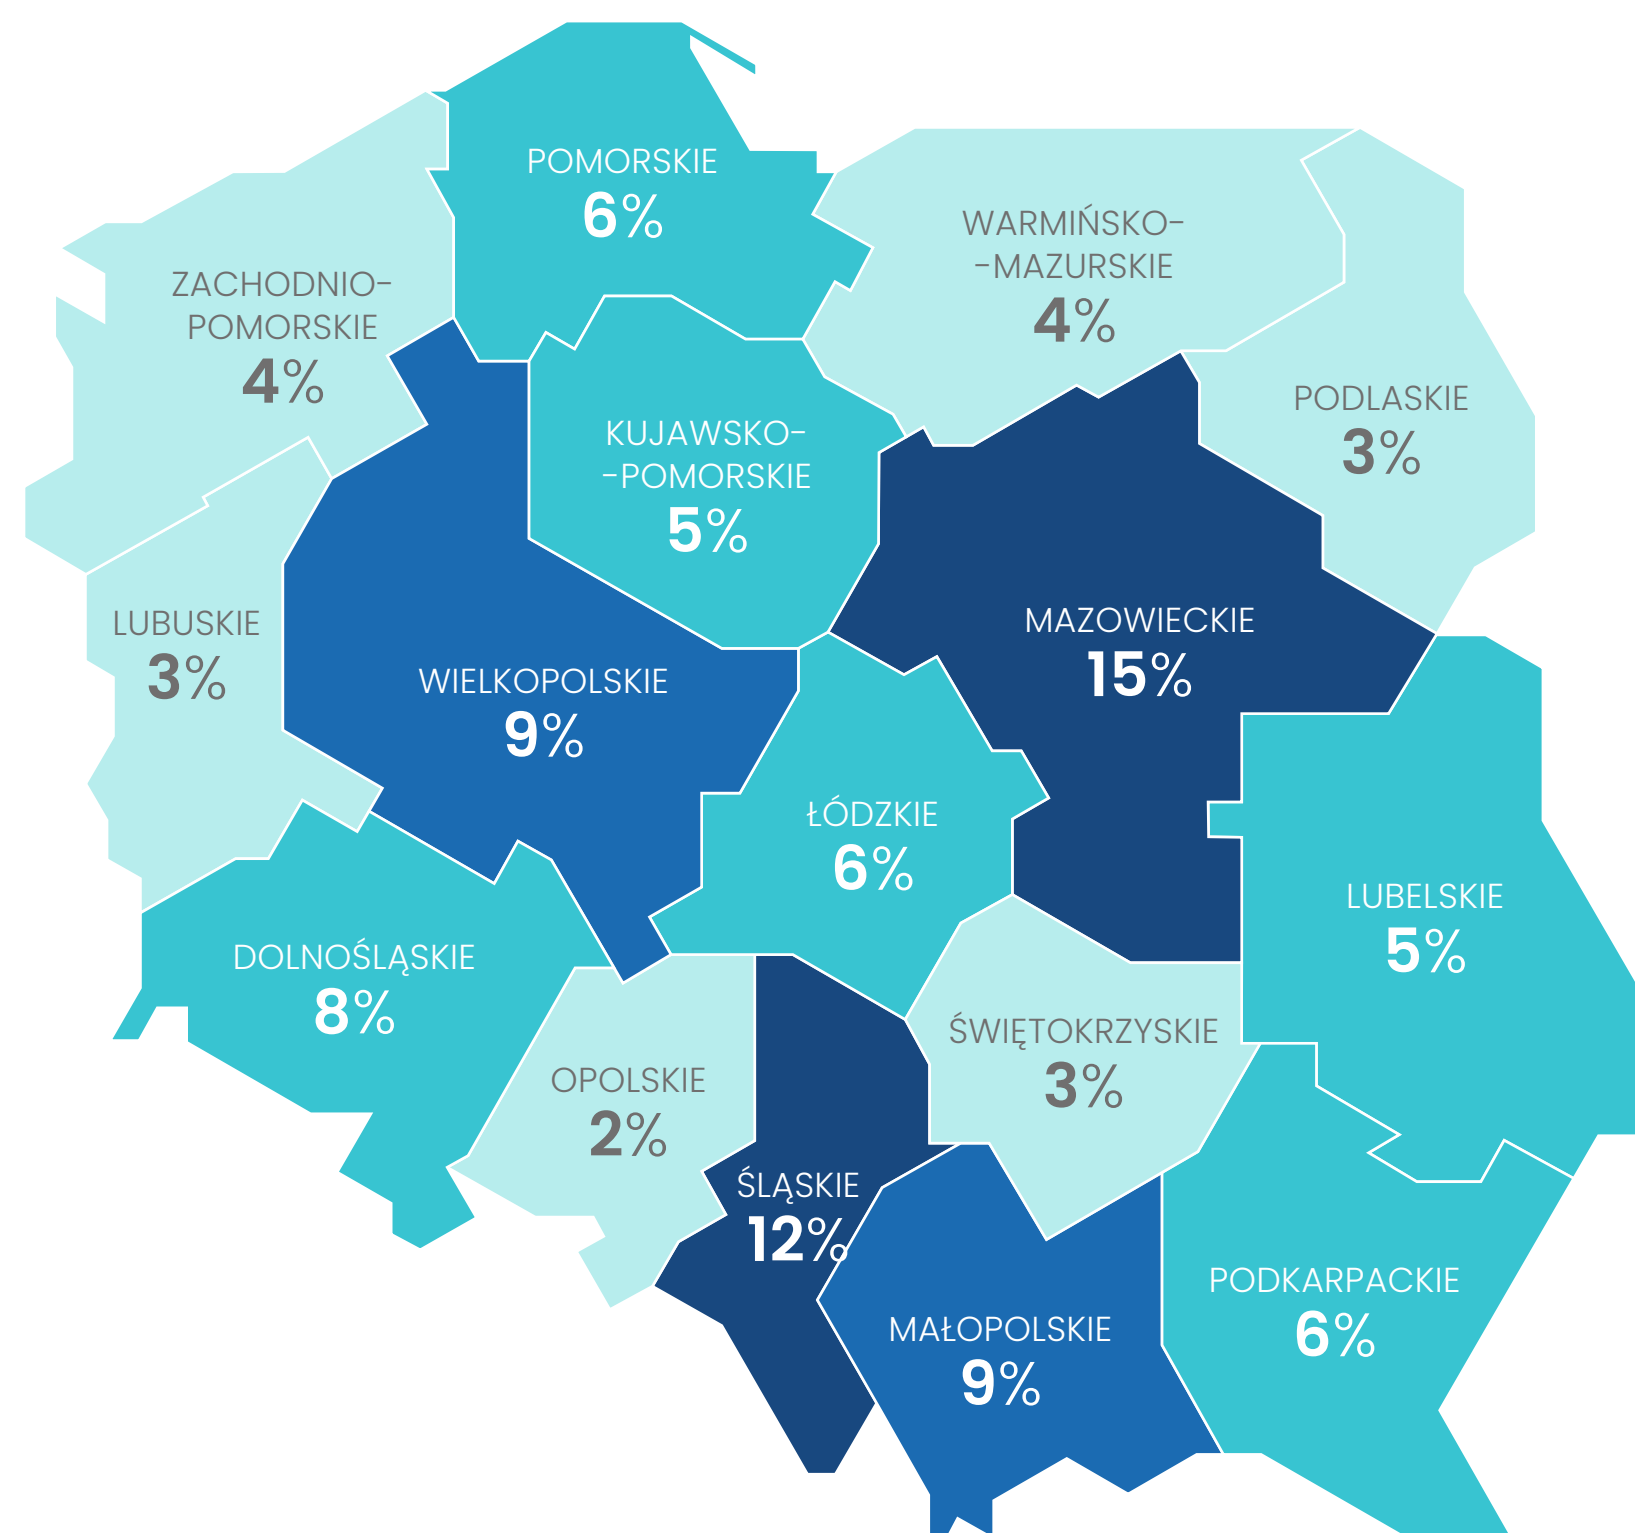 POMORSKIE
6%
WARMIŃSKO-
-MAZURSKIE
4%
ZACHODNIO-
POMORSKIE
4%
PODLASKIE
3%
KUJAWSKO-
-POMORSKIE
5%
LUBUSKIE
3%
WIELKOPOLSKIE
9%
MAZOWIECKIE
15%
ŁÓDZKIE
6%
LUBELSKIE
5%
DOLNOŚLĄSKIE
8%
ŚWIĘTOKRZYSKIE
3%
OPOLSKIE
2%
ŚLĄSKIE
12%
PODKARPACKIE
6%
MAŁOPOLSKIE
9%